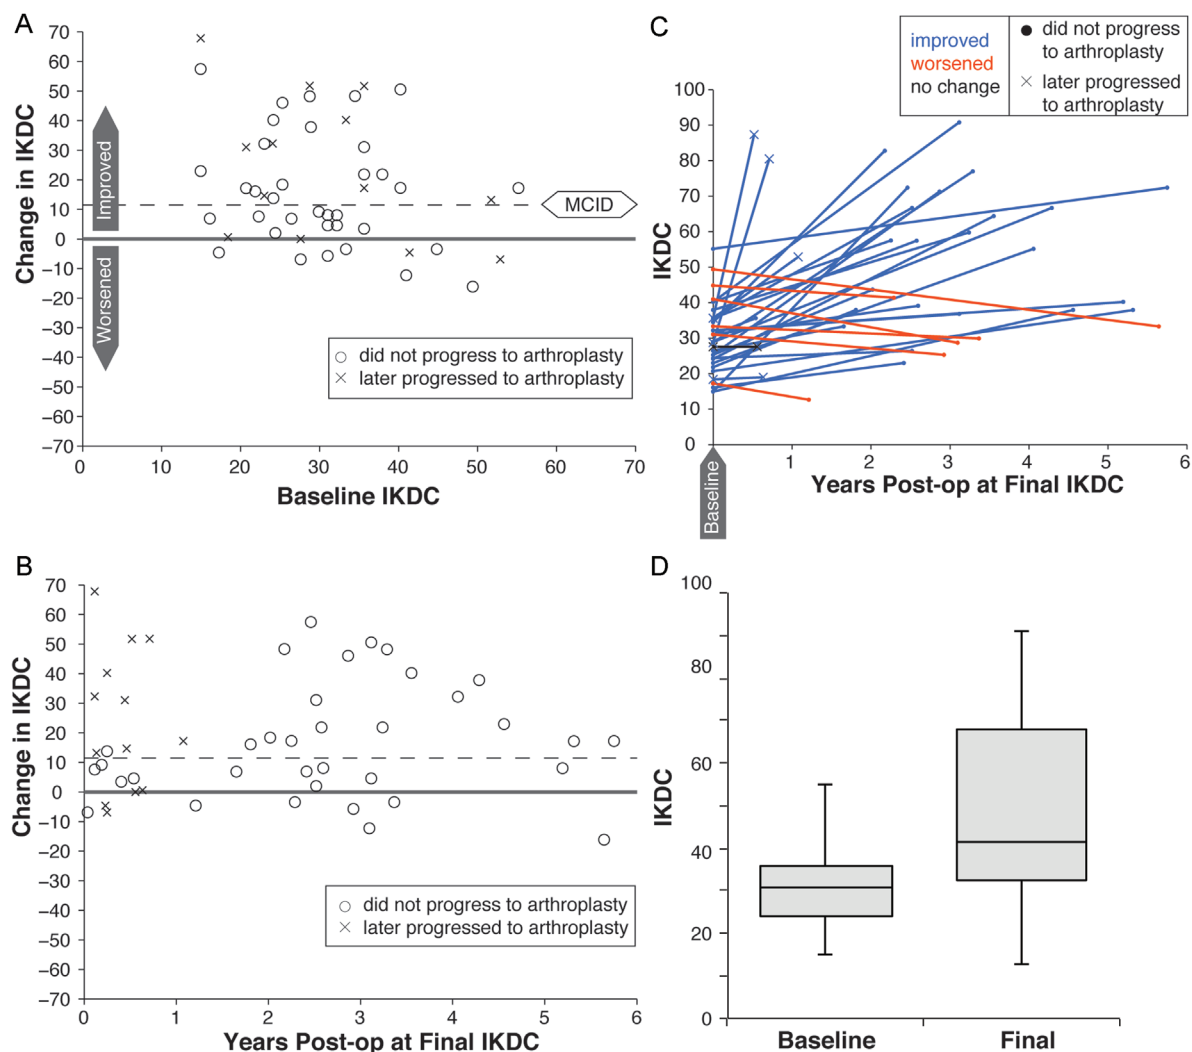 A
70
60
50
40
30
20
10
0
−10
−20
−30
−40
−50
−60
−70
Change in IKDC
Improved
Worsened
MCID
did not progress to arthroplasty
later progressed to arthroplasty
0 10 20 30 40 50 60 70
Baseline IKDC
C
improved
worsened
no change
did not progress
to arthroplasty
later progressed
to arthroplasty
100
90
80
70
60
50
40
30
20
10
0
IKDC
1 2 3 4 5 6
Baseline
Years Post-op at Final IKDC
B
70
60
50
40
30
20
10
0
−10
−20
−30
−40
−50
−60
−70
Change in IKDC
did not progress to arthroplasty
later progressed to arthroplasty
0 1 2 3 4 5 6
Years Post-op at Final IKDC
D
100
80
60
40
20
0
IKDC
Baseline Final